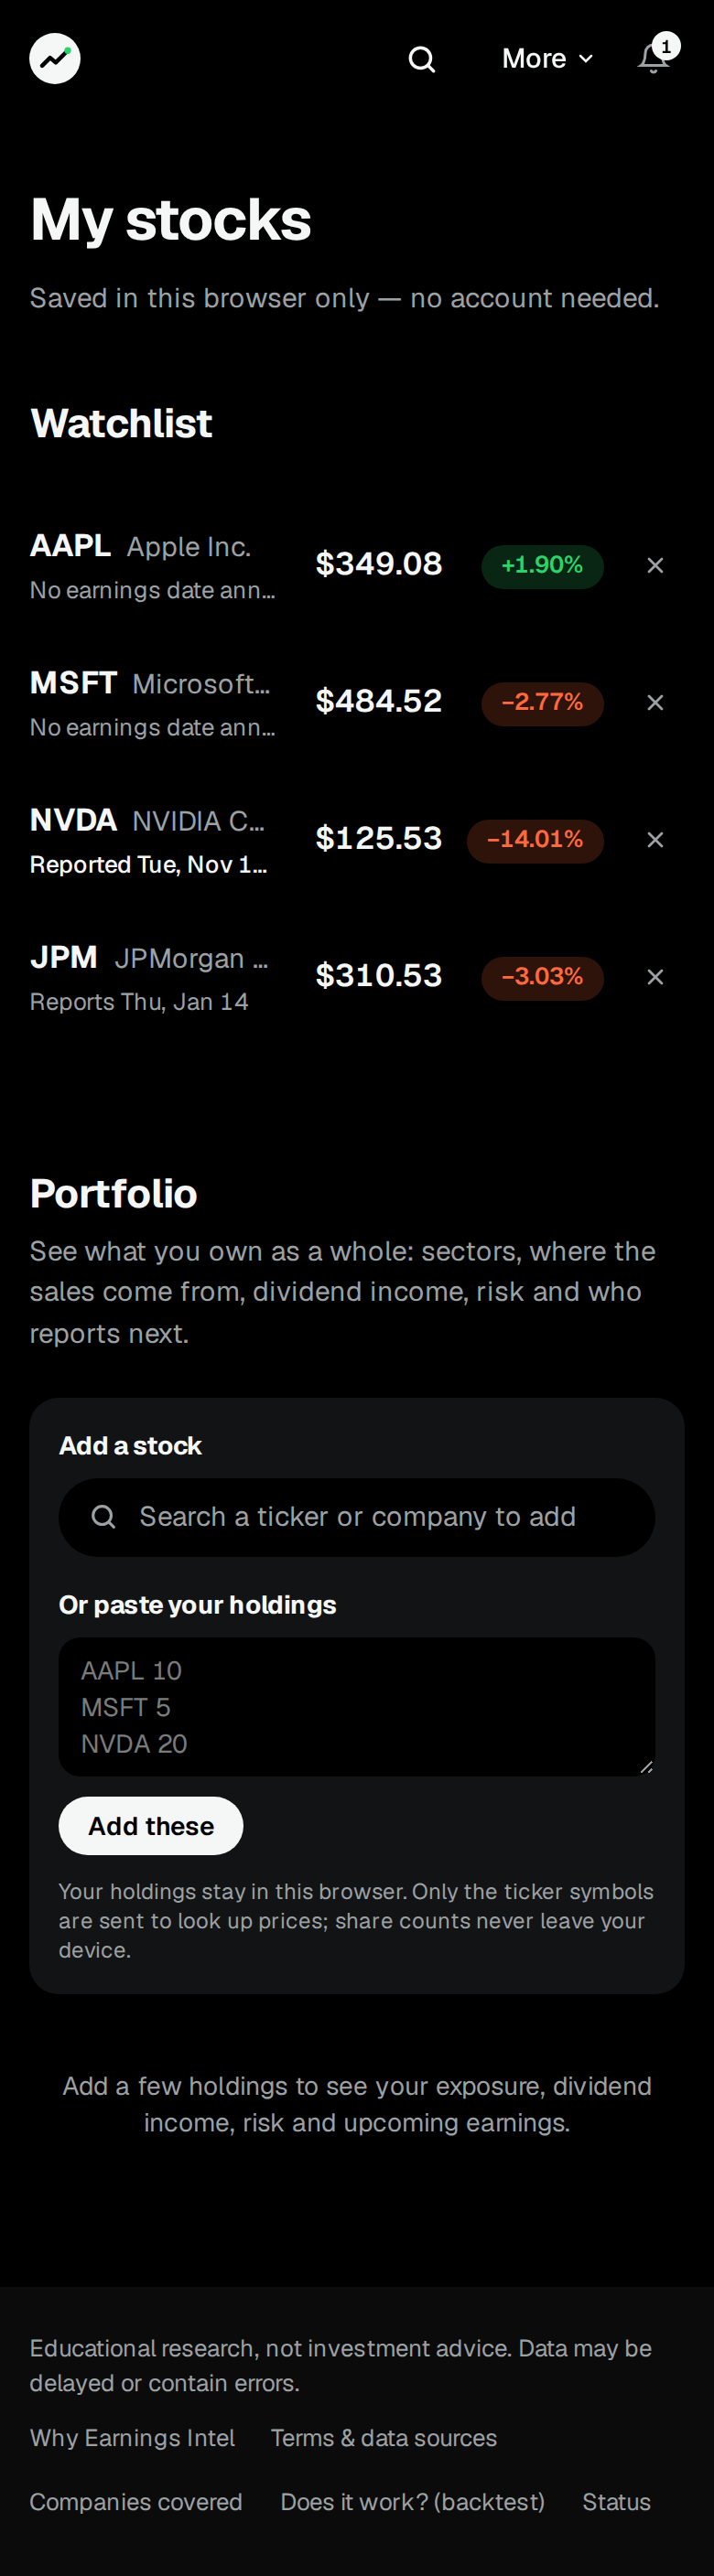 More
1
My stocks
Saved in this browser only — no account needed.
Watchlist
AAPL Apple Inc.
$349.08
+1.90%
No earnings date ann...
MSFT Microsoft...
$484.52
−2.77%
No earnings date ann...
NVDA NVIDIA C...
$125.53
−14.01%
Reported Tue, Nov 1...
JPM JPMorgan ...
$310.53
−3.03%
Reports Thu, Jan 14
Portfolio
See what you own as a whole: sectors, where the
sales come from, dividend income, risk and who
reports next.
Add a stock
Search a ticker or company to add
Or paste your holdings
AAPL 10
MSFT 5
NVDA 20
Add these
Your holdings stay in this browser. Only the ticker symbols
are sent to look up prices; share counts never leave your
device.
Add a few holdings to see your exposure, dividend
income, risk and upcoming earnings.
Educational research, not investment advice. Data may be
delayed or contain errors.
Why Earnings Intel Terms & data sources
Companies covered Does it work? (backtest) Status